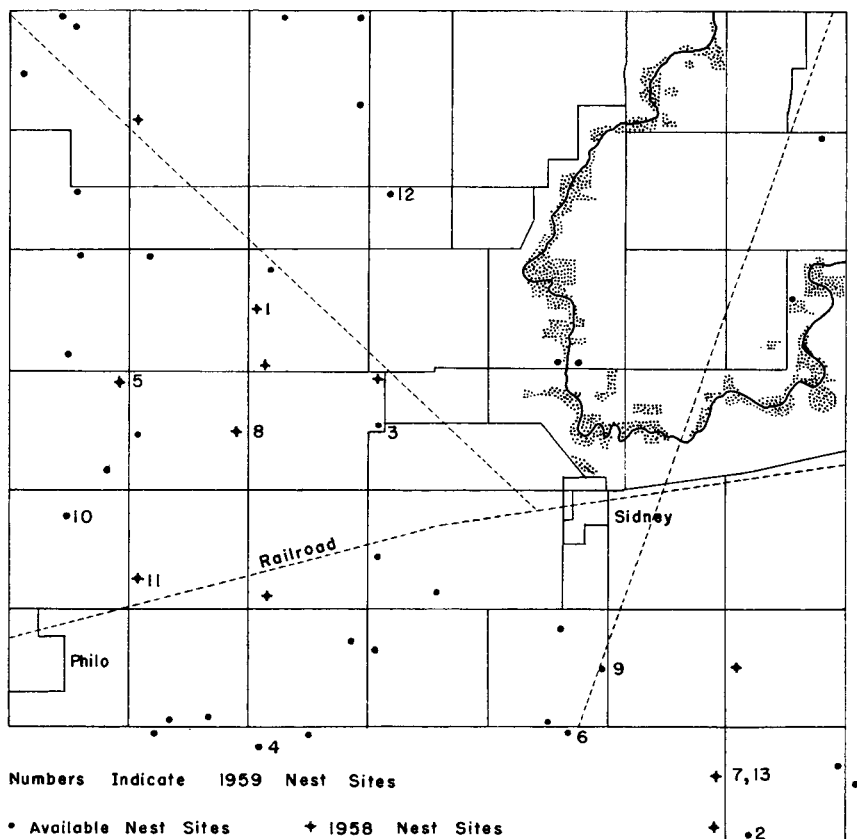 12
1
5
8
3
10
Sidney
Railroad
11
Philo
9
6
4
7, 13
2
Numbers Indicate 1959 Nest Sites
• Available Nest Sites ✦ 1958 Nest Sites